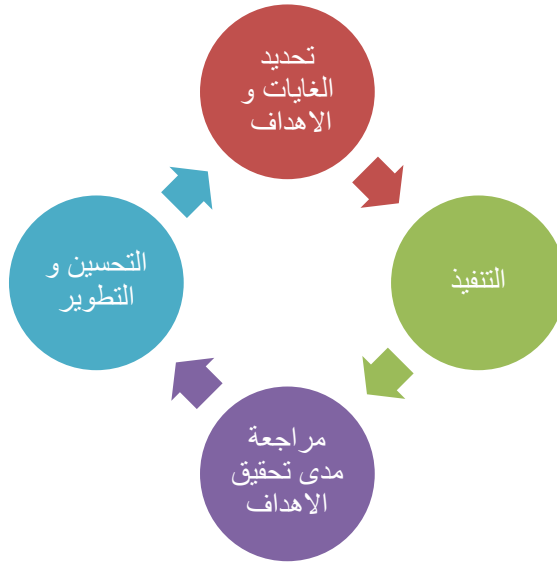 تحديد
الغايات و
الاهداف
التنفيذ
مراجعة
مدى تحقيق
الاهداف
التحسين و
التطوير